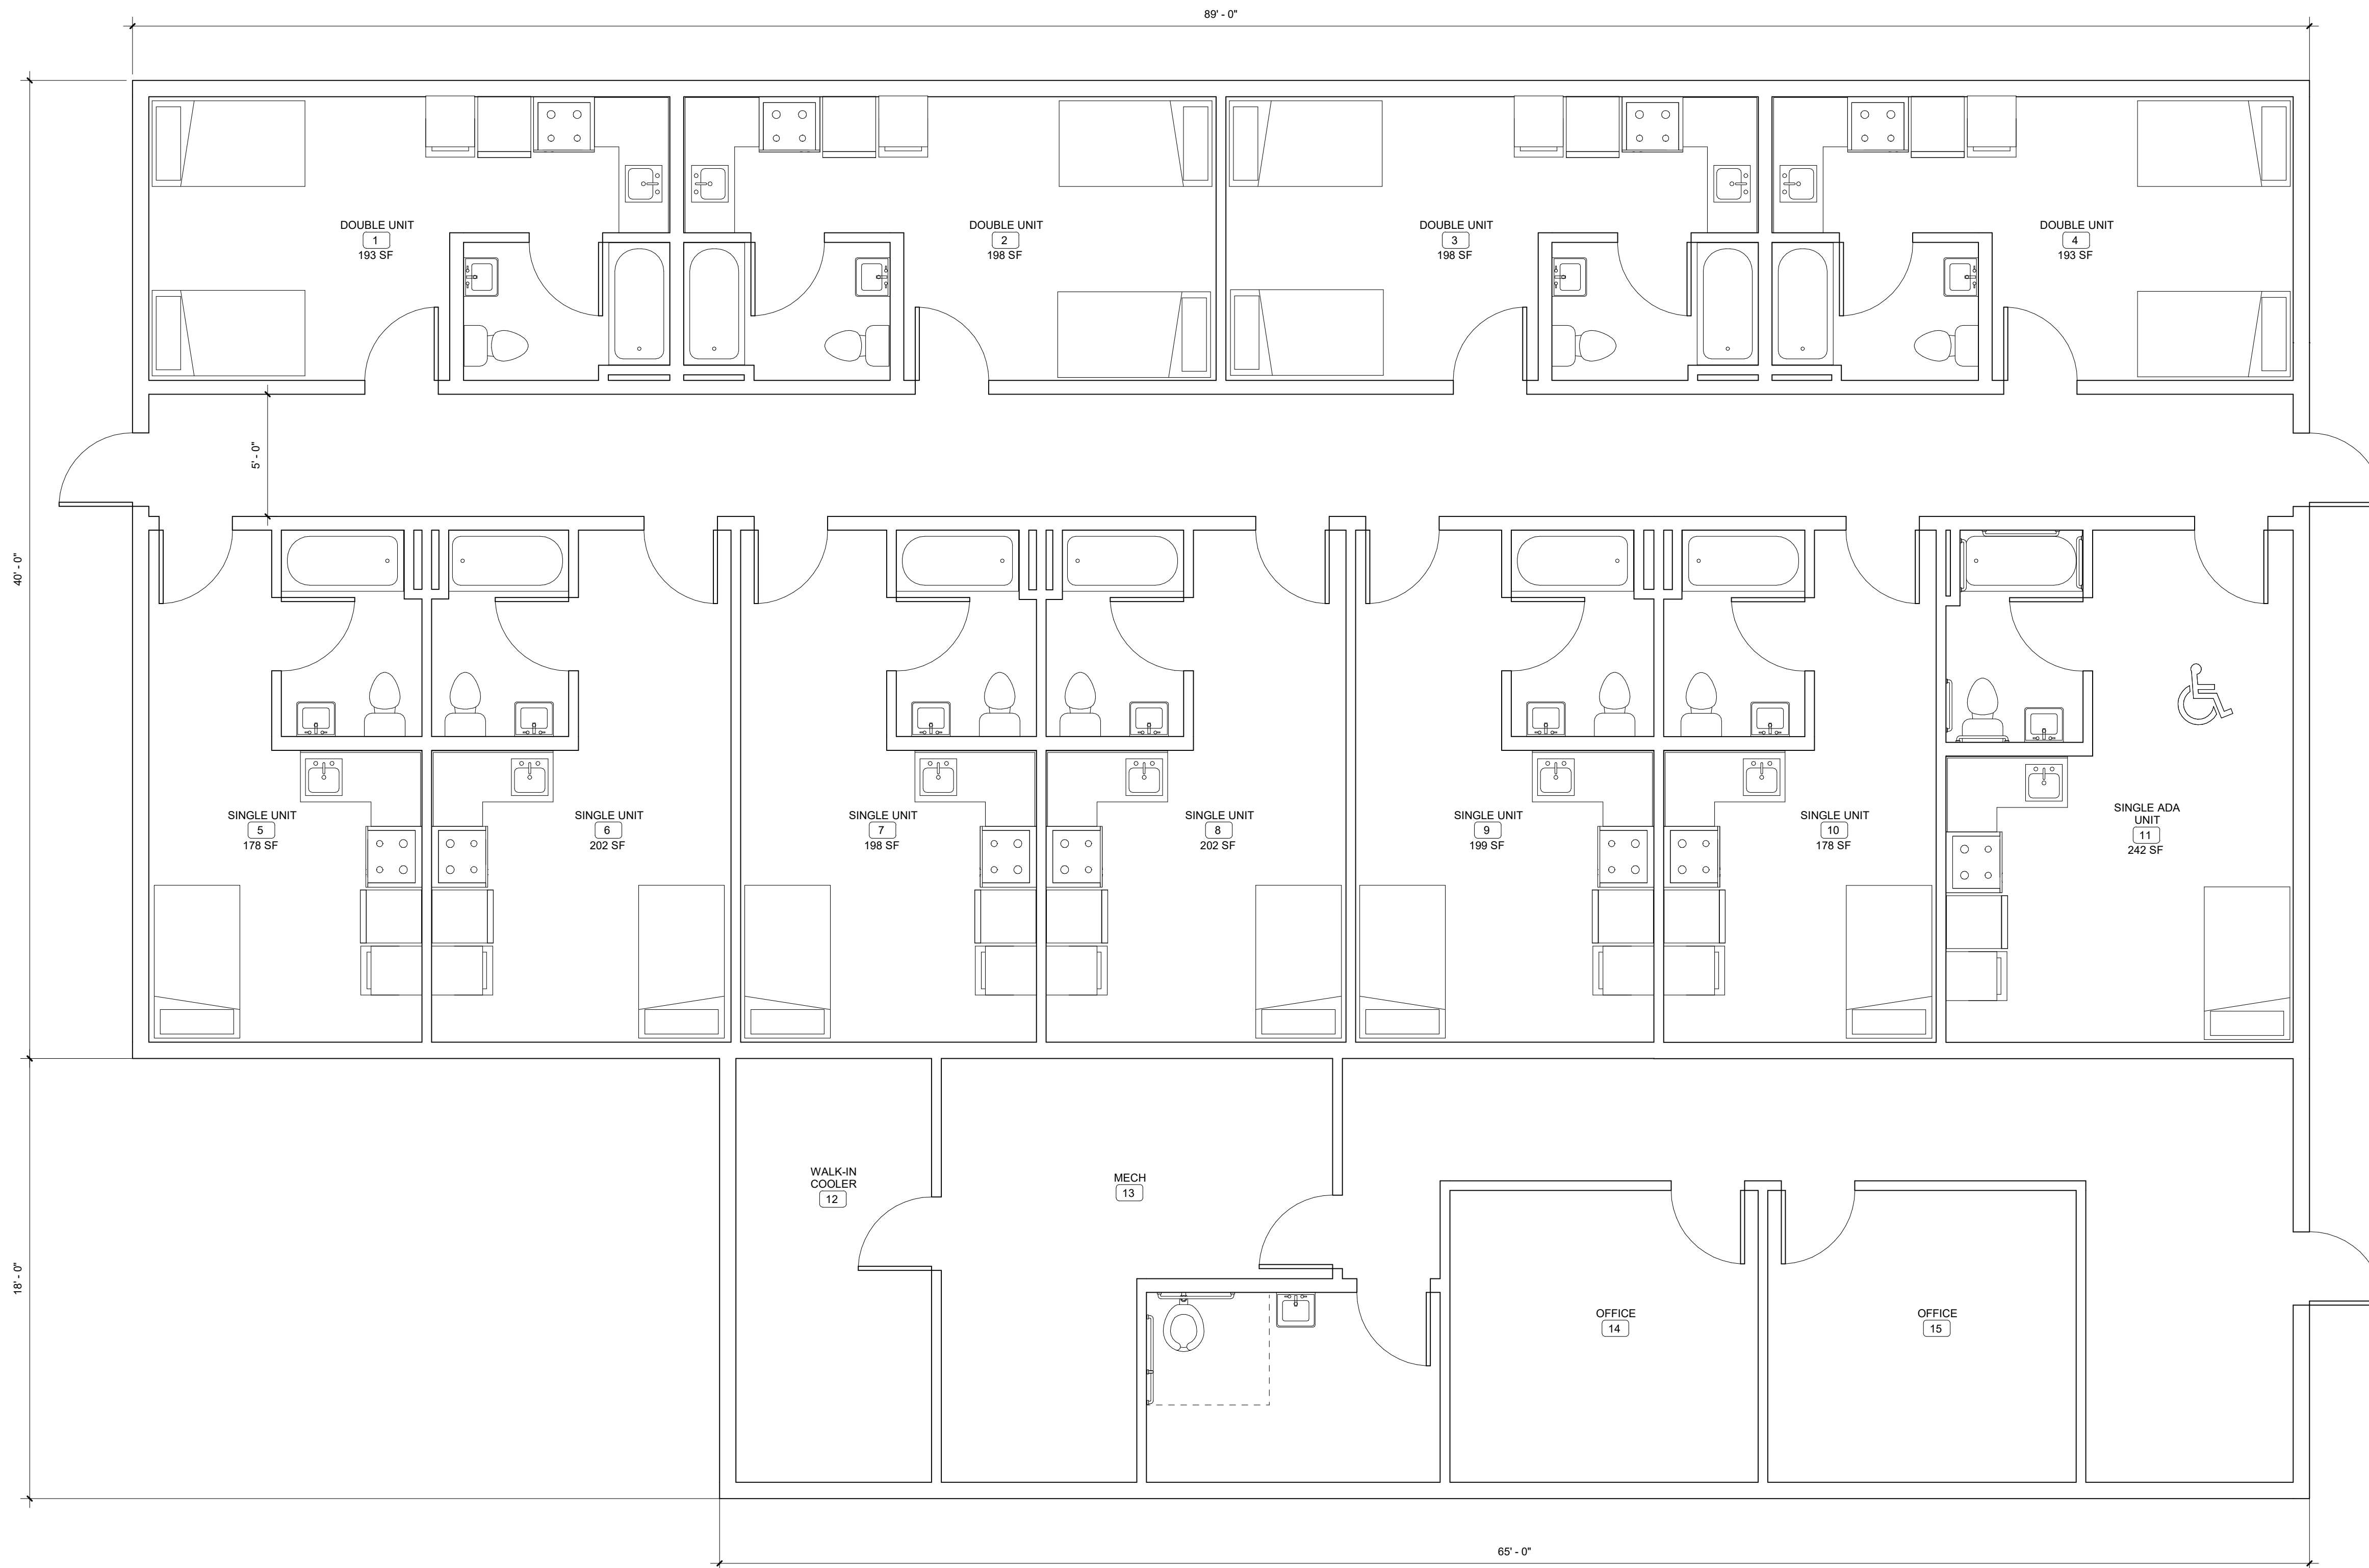 89' - 0"
DOUBLE UNIT
1
193 SF
DOUBLE UNIT
2
198 SF
DOUBLE UNIT
3
198 SF
DOUBLE UNIT
4
193 SF
5' - 0"
40' - 0"
SINGLE UNIT
5
178 SF
SINGLE UNIT
6
202 SF
SINGLE UNIT
7
198 SF
SINGLE UNIT
8
202 SF
SINGLE UNIT
9
199 SF
SINGLE UNIT
10
178 SF
SINGLE ADA
UNIT
11
242 SF
WALK-IN
COOLER
12
MECH
13
18' - 0"
OFFICE
14
OFFICE
15
65' - 0"